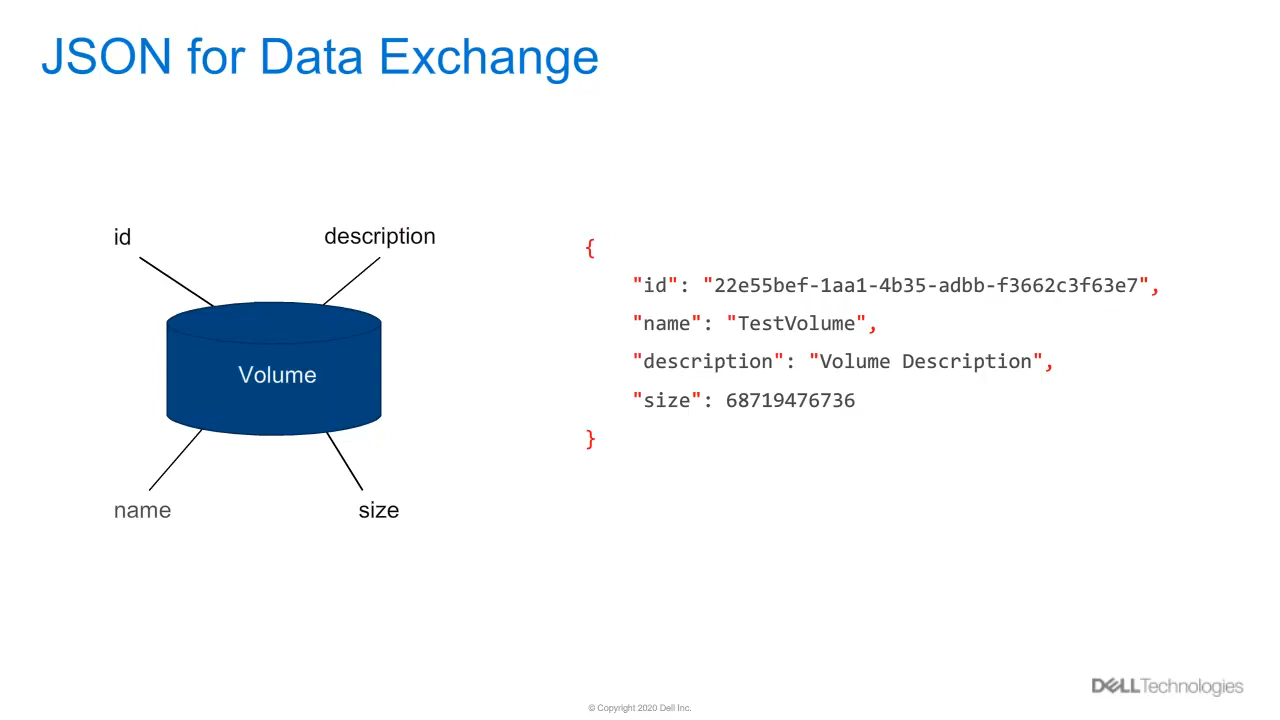 JSON for Data Exchange
id
description
Volume
name
size
{
"id": "22e55bef-1aa1-4b35-adbb-f3662c3f63e7",
"name": "TestVolume",
"description": "Volume Description",
"size": 68719476736
}
DELLTechnologies
© Copyright 2020 Dell Inc.